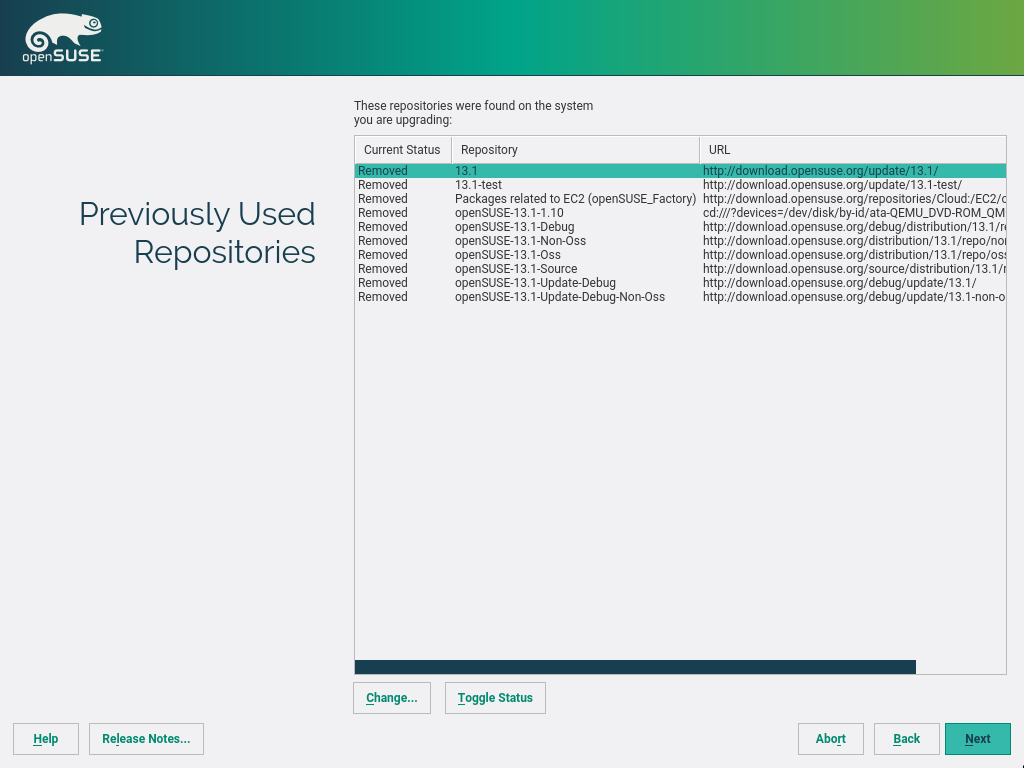 openSUSE
These repositories were found on the system
you are upgrading:
Previously Used
Repositories
Current Status Repository URL
Removed 13.1 http://download.opensuse.org/update/13.1/
Removed 13.1-test http://download.opensuse.org/update/13.1-test/
Removed Packages related to EC2 (openSUSE_Factory) http://download.opensuse.org/repositories/Cloud:/EC2/
Removed openSUSE-13.1-1.10 cd:///?devices=/dev/disk/by-id/ata-QEMU_DVD-ROM_QM
Removed openSUSE-13.1-Debug http://download.opensuse.org/debug/distribution/13.1/
Removed openSUSE-13.1-Non-Oss http://download.opensuse.org/distribution/13.1/repo/no
Removed openSUSE-13.1-Oss http://download.opensuse.org/distribution/13.1/repo/oss
Removed openSUSE-13.1-Source http://download.opensuse.org/source/distribution/13.1/
Removed openSUSE-13.1-Update-Debug http://download.opensuse.org/debug/update/13.1/
Removed openSUSE-13.1-Update-Debug-Non-Oss http://download.opensuse.org/debug/update/13.1-non-o
Change... Toggle Status
Help Release Notes... Abort Back Next